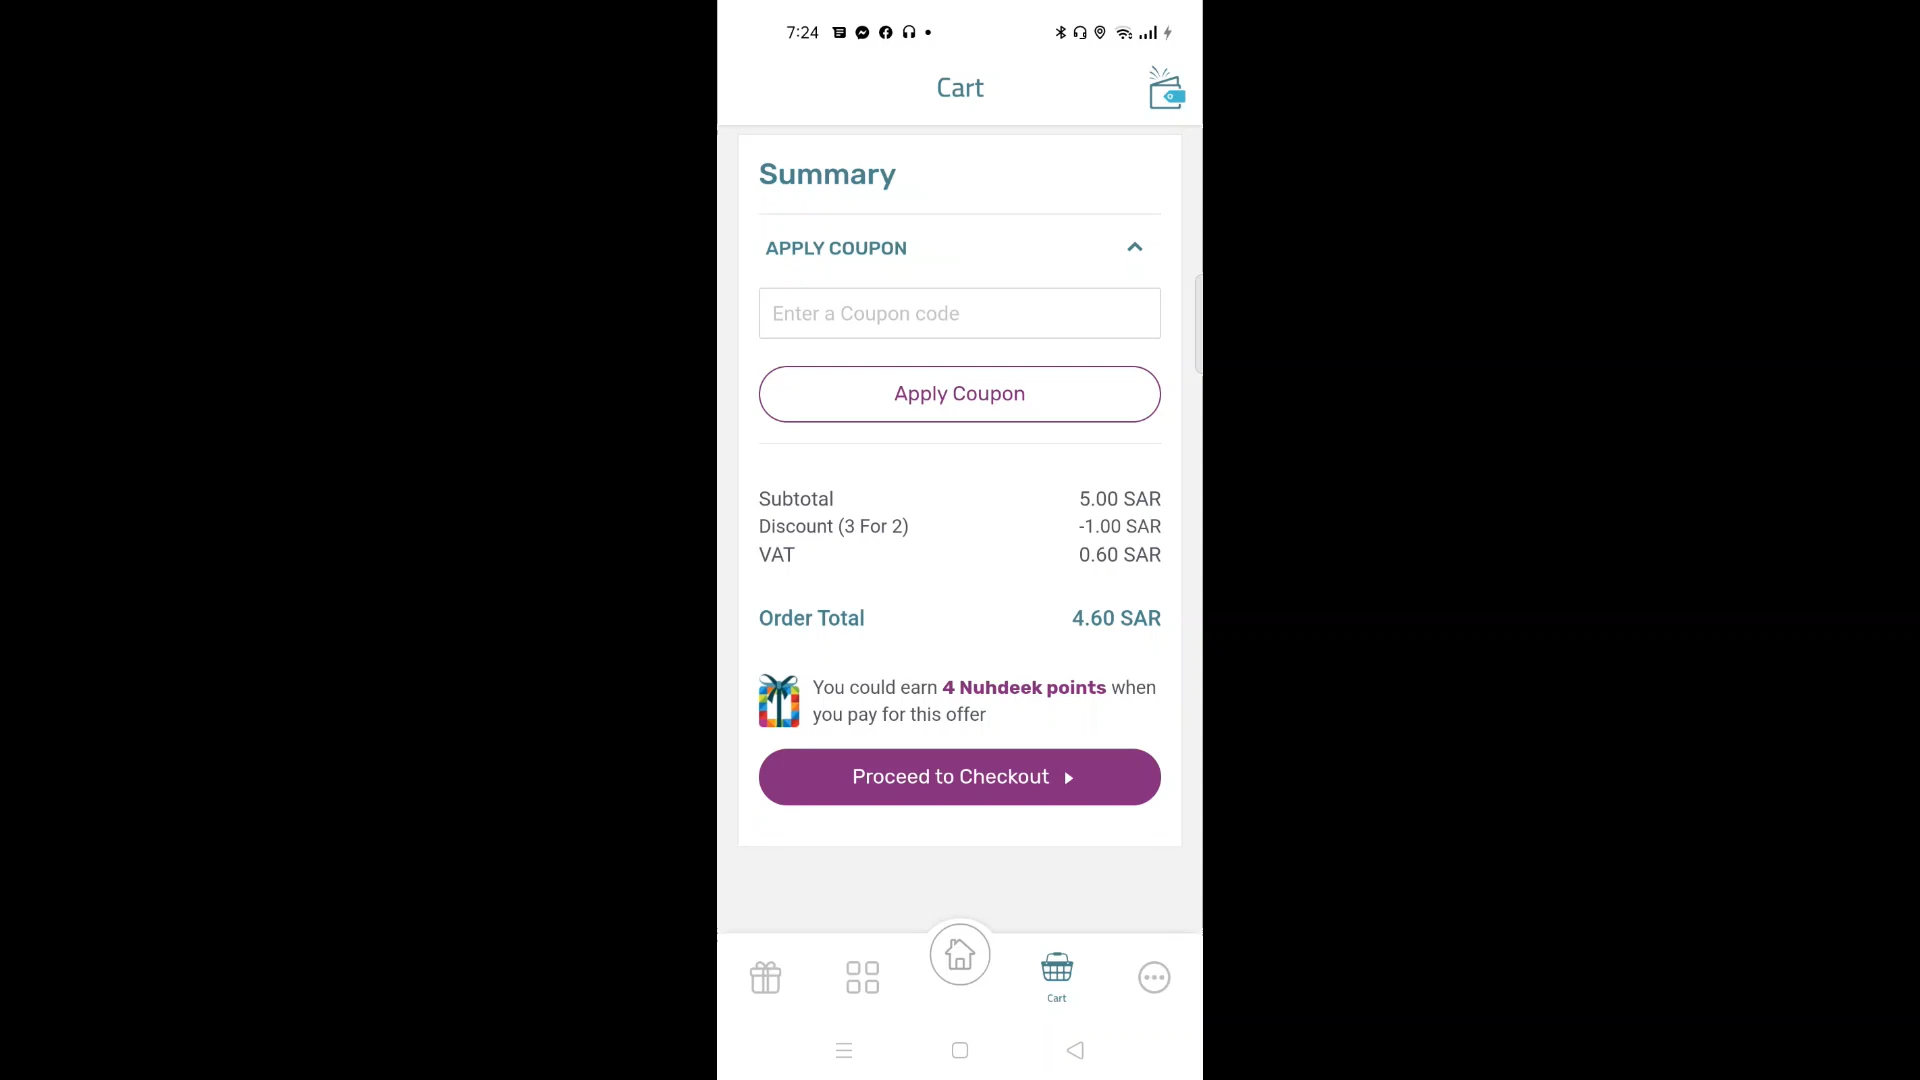 7:24
Cart
Summary
APPLY COUPON
Enter a Coupon code
Apply Coupon
Subtotal 5.00 SAR
Discount (3 For 2) -1.00 SAR
VAT 0.60 SAR
Order Total 4.60 SAR
You could earn 4 Nuhdeek points when
you pay for this offer
Proceed to Checkout
Cart